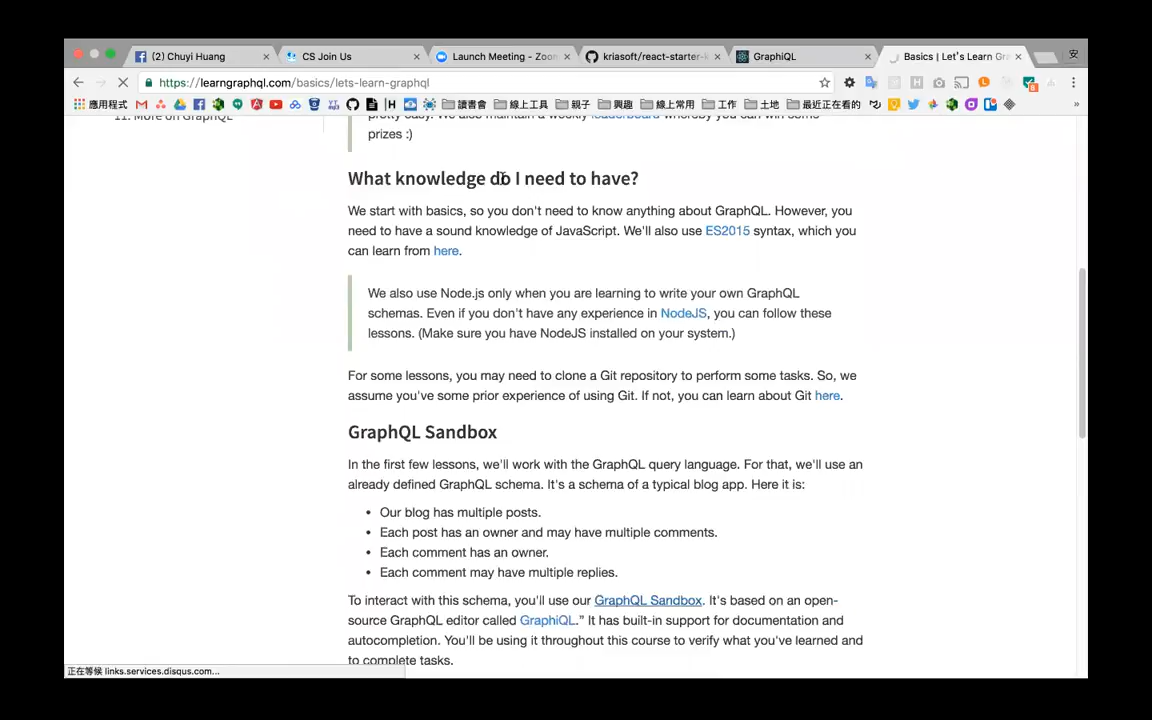 (2) Chuyi Huang
CS Join Us
Launch Meeting - Zoom
kriasoft/react-starter-k
GraphiQL
Basics | Let's Learn Gra
安
https://learngraphql.com/basics/lets-learn-graphql
應用程式
讀書會
線上工具
親子
興趣
線上常用
工作
土地
最近正在看的
»
11. More on GraphQL
pretty easy. We also maintain a weekly leaderboard whereby you can win some
prizes :)
What knowledge do I need to have?
We start with basics, so you don't need to know anything about GraphQL. However, you
need to have a sound knowledge of JavaScript. We'll also use ES2015 syntax, which you
can learn from here.
We also use Node.js only when you are learning to write your own GraphQL
schemas. Even if you don't have any experience in NodeJS, you can follow these
lessons. (Make sure you have NodeJS installed on your system.)
For some lessons, you may need to clone a Git repository to perform some tasks. So, we
assume you've some prior experience of using Git. If not, you can learn about Git here.
GraphQL Sandbox
In the first few lessons, we'll work with the GraphQL query language. For that, we'll use an
already defined GraphQL schema. It's a schema of a typical blog app. Here it is:
• Our blog has multiple posts.
• Each post has an owner and may have multiple comments.
• Each comment has an owner.
• Each comment may have multiple replies.
To interact with this schema, you'll use our GraphQL Sandbox. It's based on an open-
source GraphQL editor called GraphiQL.” It has built-in support for documentation and
autocompletion. You'll be using it throughout this course to verify what you've learned and
to complete tasks.
正在等候 links.services.disqus.com...